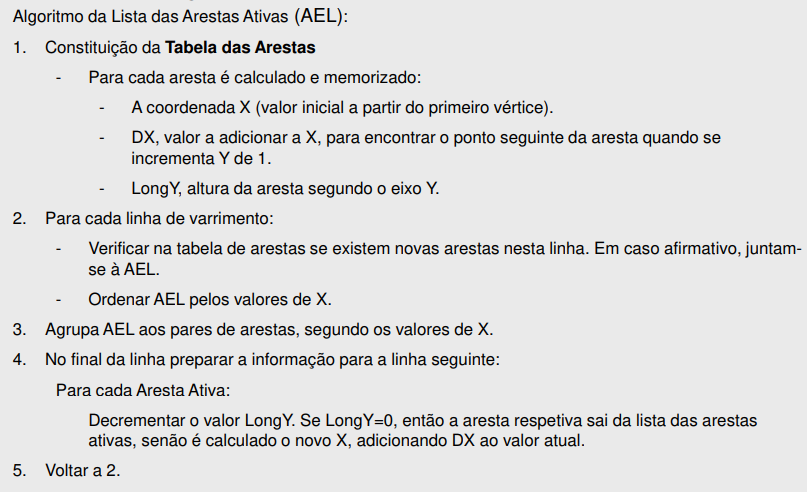 Algoritmo da Lista das Arestas Ativas (AEL):
1. Constituição da Tabela das Arestas
- Para cada aresta é calculado e memorizado:
- A coordenada X (valor inicial a partir do primeiro vértice).
- DX, valor a adicionar a X, para encontrar o ponto seguinte da aresta quando se
incrementa Y de 1.
- LongY, altura da aresta segundo o eixo Y.
2. Para cada linha de varrimento:
- Verificar na tabela de arestas se existem novas arestas nesta linha. Em caso afirmativo, juntam-
se à AEL.
- Ordenar AEL pelos valores de X.
3. Agrupa AEL aos pares de arestas, segundo os valores de X.
4. No final da linha preparar a informação para a linha seguinte:
Para cada Aresta Ativa:
Decrementar o valor LongY. Se LongY=0, então a aresta respetiva sai da lista das arestas
ativas, senão é calculado o novo X, adicionando DX ao valor atual.
5. Voltar a 2.